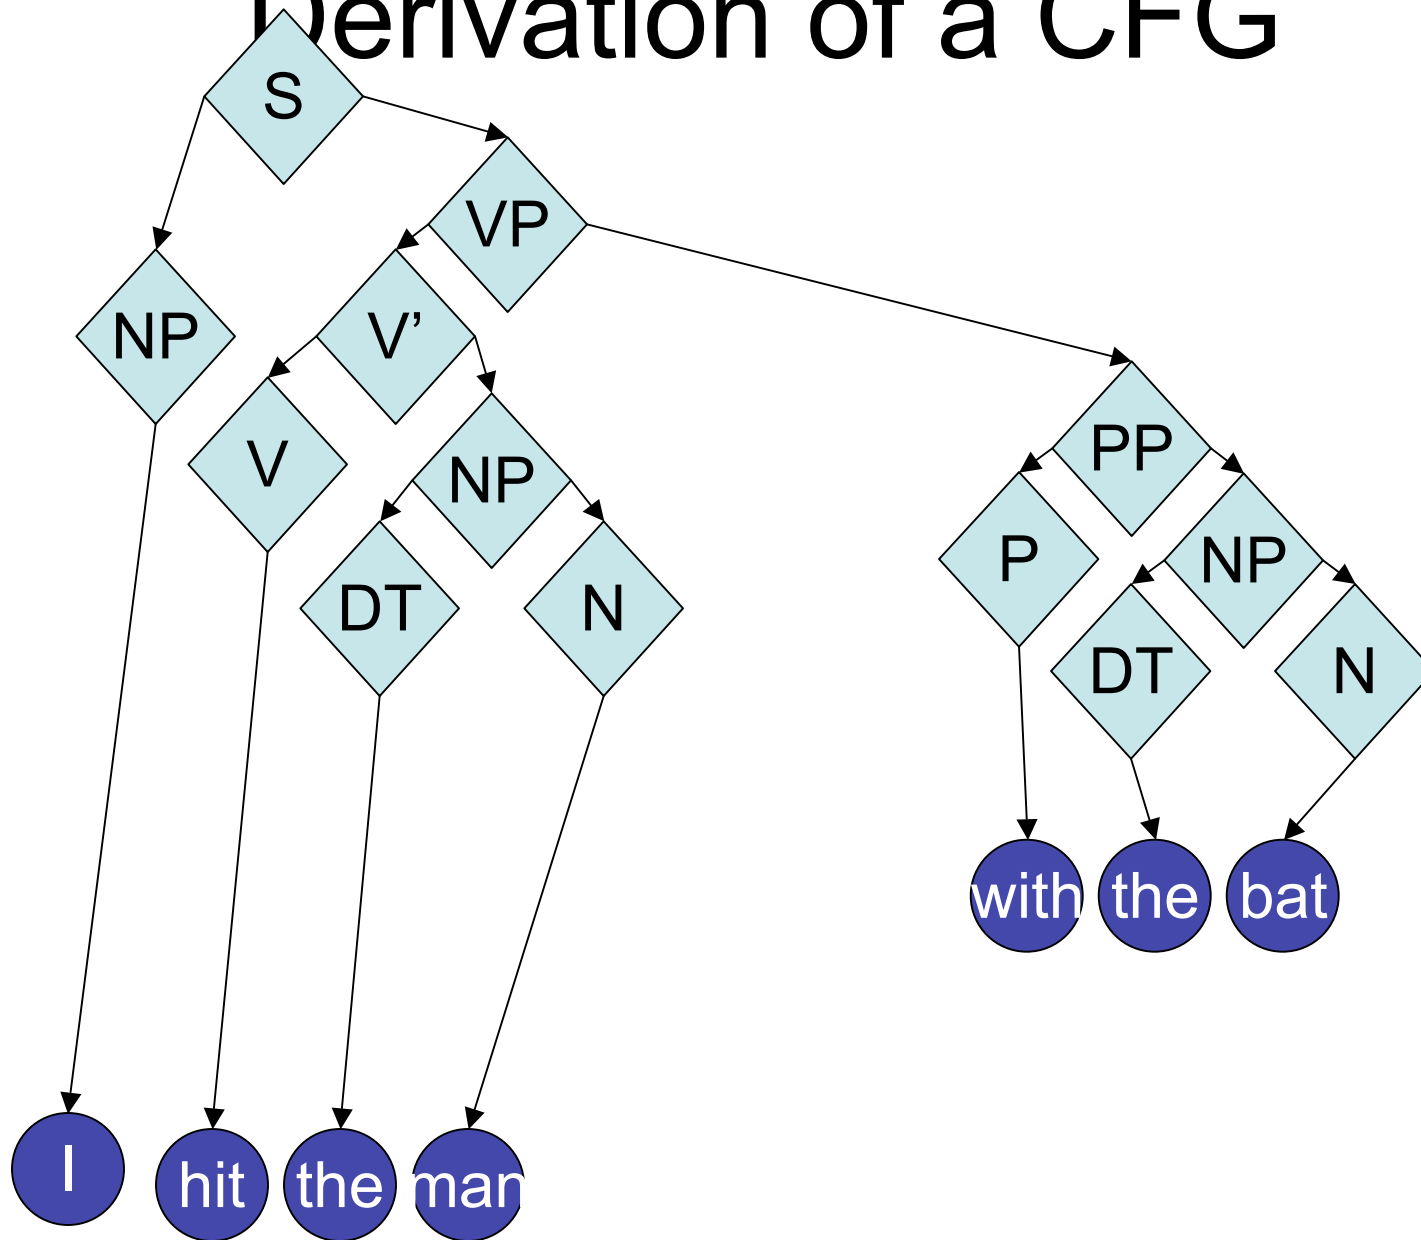 Derivation of a CFG
S
VP
NP
V’
V
NP
PP
DT
N
P
NP
DT
N
with the bat
I
hit the man